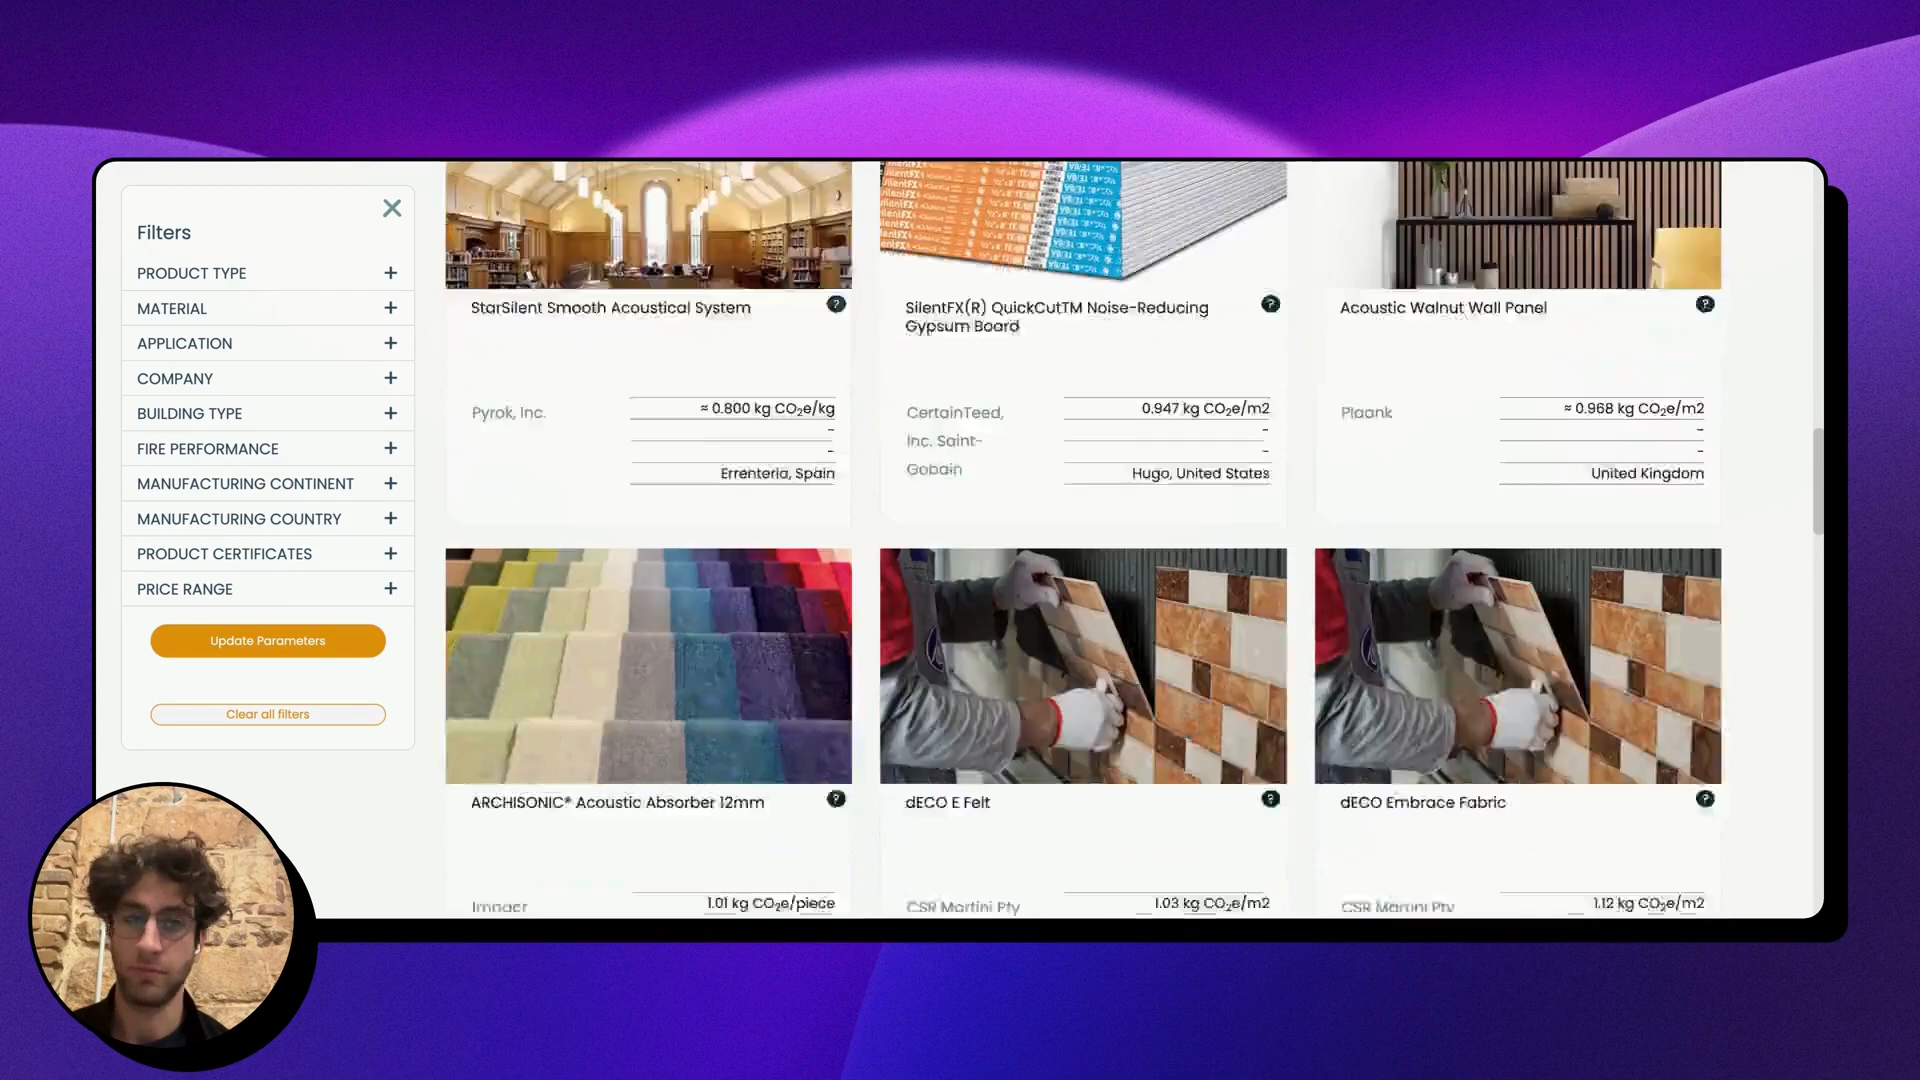 Filters
PRODUCT TYPE
MATERIAL
APPLICATION
COMPANY
BUILDING TYPE
FIRE PERFORMANCE
MANUFACTURING CONTINENT
MANUFACTURING COUNTRY
PRODUCT CERTIFICATES
PRICE RANGE
Update Parameters
Clear all filters
StarSilent Smooth Acoustical System
?
Pyrok, Inc.
≈ 0.800 kg CO₂e/kg
-
-
Errenteria, Spain
SilentFX(R) QuickCutTM Noise-Reducing
Gypsum Board
?
CertainTeed,
Inc. Saint-
Gobain
0.947 kg CO₂e/m2
-
-
Hugo, United States
Acoustic Walnut Wall Panel
?
Plaank
≈ 0.968 kg CO₂e/m2
-
-
United Kingdom
ARCHISONIC® Acoustic Absorber 12mm
?
Impact
1.01 kg CO₂e/piece
dECO E Felt
?
CSR Martini Pty
1.03 kg CO₂e/m2
dECO Embrace Fabric
?
CSR Martini Pty
1.12 kg CO₂e/m2